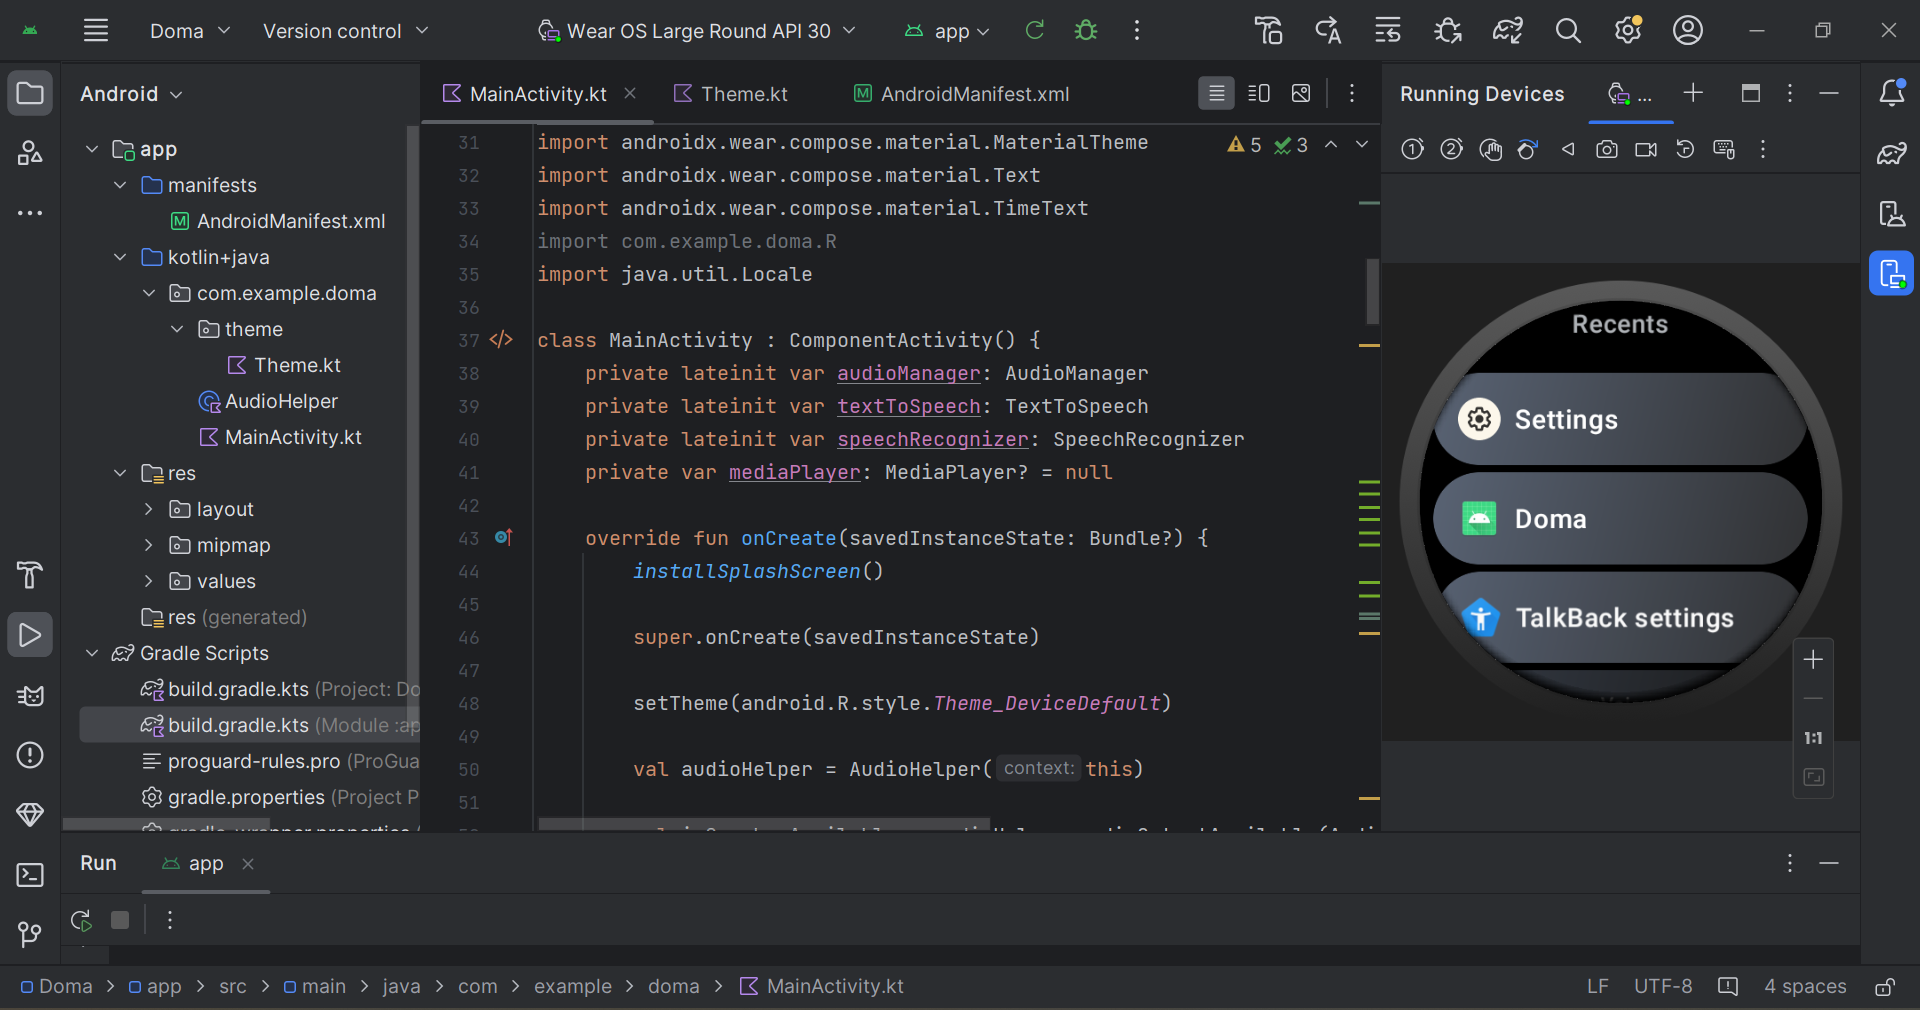 Doma
Version control
Wear OS Large Round API 30
app
Android
MainActivity.kt
Theme.kt
AndroidManifest.xml
Running Devices
...
app
manifests
AndroidManifest.xml
kotlin+java
com.example.doma
theme
Theme.kt
AudioHelper
MainActivity.kt
res
layout
mipmap
values
res (generated)
Gradle Scripts
build.gradle.kts (Project: Do
build.gradle.kts (Module :ap
proguard-rules.pro (ProGua
gradle.properties (Project P
5 3
31 import androidx.wear.compose.material.MaterialTheme
32 import androidx.wear.compose.material.Text
33 import androidx.wear.compose.material.TimeText
34 import com.example.doma.R
35 import java.util.Locale
36
37 class MainActivity : ComponentActivity() {
38 private lateinit var audioManager: AudioManager
39 private lateinit var textToSpeech: TextToSpeech
40 private lateinit var speechRecognizer: SpeechRecognizer
41 private var mediaPlayer: MediaPlayer? = null
42
43 override fun onCreate(savedInstanceState: Bundle?) {
44 installSplashScreen()
45
46 super.onCreate(savedInstanceState)
47
48 setTheme(android.R.style.Theme_DeviceDefault)
49
50 val audioHelper = AudioHelper( context: this)
51
1 2
Recents
Settings
Doma
TalkBack settings
1:1
Run
app
Doma > app > src > main > java > com > example > doma > MainActivity.kt
LF UTF-8 4 spaces